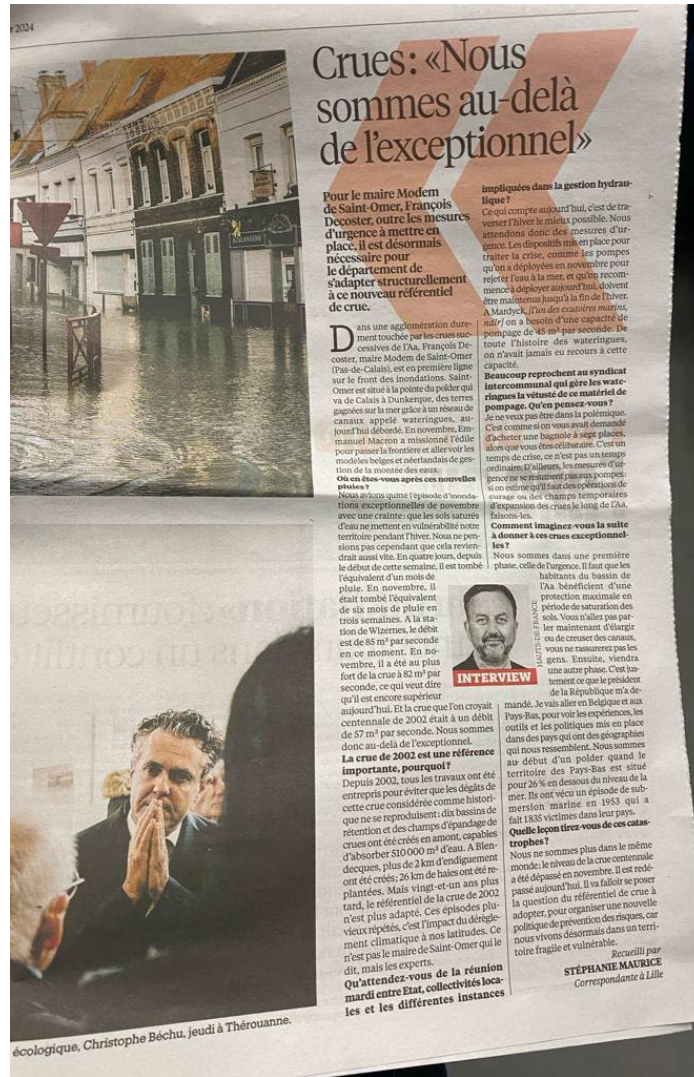 r 2024
Crues: «Nous
sommes au-delà
de l'exceptionnel»
Pour le maire Modem
de Saint-Omer, François
Decoster, outre les mesures
d'urgence à mettre en
place, il est désormais
nécessaire pour
le département de
s'adapter structurellement
à ce nouveau référentiel
de crue.
Dans une agglomération dure-
ment touchée par les crues suc-
cessives de l'Aa, François De-
coster, maire Modem de Saint-Omer
(Pas-de-Calais), est en première ligne
sur le front des inondations. Saint-
Omer est situé à la pointe du polder qui
va de Calais à Dunkerque, des terres
gagnées sur la mer grâce à un réseau de
canaux appelé wateringues, au-
jourd'hui débordé. En novembre, Em-
manuel Macron a missionné l'édile
pour passer la frontière et aller voir les
modèles belges et néerlandais de ges-
tion de la montée des eaux.
Où en êtes-vous après ces nouvelles
pluies?
Nous avions quitté l'épisode d'inonda-
tions exceptionnelles de novembre
avec une crainte: que les sols saturés
d'eau ne mettent en vulnérabilité notre
territoire pendant l'hiver. Nous ne pen-
sions pas cependant que cela revien-
drait aussi vite. En quatre jours, depuis
le début de cette semaine, il est tombé
l'équivalent d'un mois de
pluie. En novembre, il
était tombé l'équivalent
de six mois de pluie en
trois semaines. A la sta-
tion de Wizernes, le débit
est de 85 m³ par seconde
en ce moment. En no-
vembre, il a été au plus
fort de la crue à 82 m³ par
seconde, ce qui veut dire
qu'il est encore supérieur
aujourd'hui. Et la crue que l'on croyait
centennale de 2002 était à un débit
de 57 m³ par seconde. Nous sommes
donc au-delà de l'exceptionnel.
La crue de 2002 est une référence
importante, pourquoi?
Depuis 2002, tous les travaux ont été
entrepris pour éviter que les dégâts de
cette crue considérée comme histori-
que ne se reproduisent: dix bassins de
rétention et des champs d'épandage de
crues ont été créés en amont, capables
d'absorber 510 000 m³ d'eau. A Blen-
decques, plus de 2 km d'endiguement
ont été créés; 26 km de haies ont été re-
plantées. Mais vingt-et-un ans plus
tard, le référentiel de la crue de 2002
n'est plus adapté. Ces épisodes plu-
vieux répétés, c'est l'impact du dérègle-
ment climatique à nos latitudes. Ce
n'est pas le maire de Saint-Omer qui le
dit, mais les experts.
Qu'attendez-vous de la réunion
mardi entre Etat, collectivités loca-
les et les différentes instances
impliquées dans la gestion hydrau-
lique?
Ce qui compte aujourd'hui, c'est de tra-
verser l'hiver le mieux possible. Nous
attendons donc des mesures d'ur-
gence. Les dispositifs mis en place pour
traiter la crise, comme les pompes
qu'on a déployées en novembre pour
rejeter l'eau à la mer, et qu'on recom-
mence à déployer aujourd'hui, doivent
être maintenus jusqu'à la fin de l'hiver.
A Mardyck, [l'un des exutoires marins,
ndlr] on a besoin d'une capacité de
pompage de 45 m³ par seconde. De
toute l'histoire des wateringues,
on n'avait jamais eu recours à cette
capacité.
Beaucoup reprochent au syndicat
intercommunal qui gère les wate-
ringues la vétusté de ce matériel de
pompage. Qu'en pensez-vous?
Je ne veux pas être dans la polémique.
C'est comme si on vous avait demandé
d'acheter une bagnole à sept places,
alors que vous êtes célibataire. C'est un
temps de crise, ce n'est pas un temps
ordinaire. D'ailleurs, les mesures d'ur-
gence ne se résument pas aux pompes:
si on estime qu'il faut des opérations de
curage ou des champs temporaires
d'expansion des crues le long de l'Aa,
faisons-les.
Comment imaginez-vous la suite
à donner à ces crues exceptionnel-
les?
Nous sommes dans une première
phase, celle de l'urgence. Il faut que les
habitants du bassin de
l'Aa bénéficient d'une
protection maximale en
période de saturation des
sols. Vous n'allez pas par-
ler maintenant d'élargir
ou de creuser des canaux,
vous ne rassurerez pas les
gens. Ensuite, viendra
une autre phase. C'est jus-
tement ce que le président
de la République m'a de-
mandé. Je vais aller en Belgique et aux
Pays-Bas, pour voir les expériences, les
outils et les politiques mis en place
dans des pays qui ont des géographies
qui nous ressemblent. Nous sommes
au début d'un polder quand le
territoire des Pays-Bas est situé
pour 26% en dessous du niveau de la
mer. Ils ont vécu un épisode de sub-
mersion marine en 1953 qui a
fait 1835 victimes dans leur pays.
Quelle leçon tirez-vous de ces catas-
trophes?
Nous ne sommes plus dans le même
monde: le niveau de la crue centennale
a été dépassé en novembre. Il est redé-
passé aujourd'hui. Il va falloir se poser
la question du référentiel de crue à
adopter, pour organiser une nouvelle
politique de prévention des risques, car
nous vivons désormais dans un terri-
toire fragile et vulnérable.
Recueilli par
STÉPHANIE MAURICE
Correspondante à Lille
HAUTS-DE-FRANCE
INTERVIEW
écologique, Christophe Béchu, jeudi à Thérouanne.